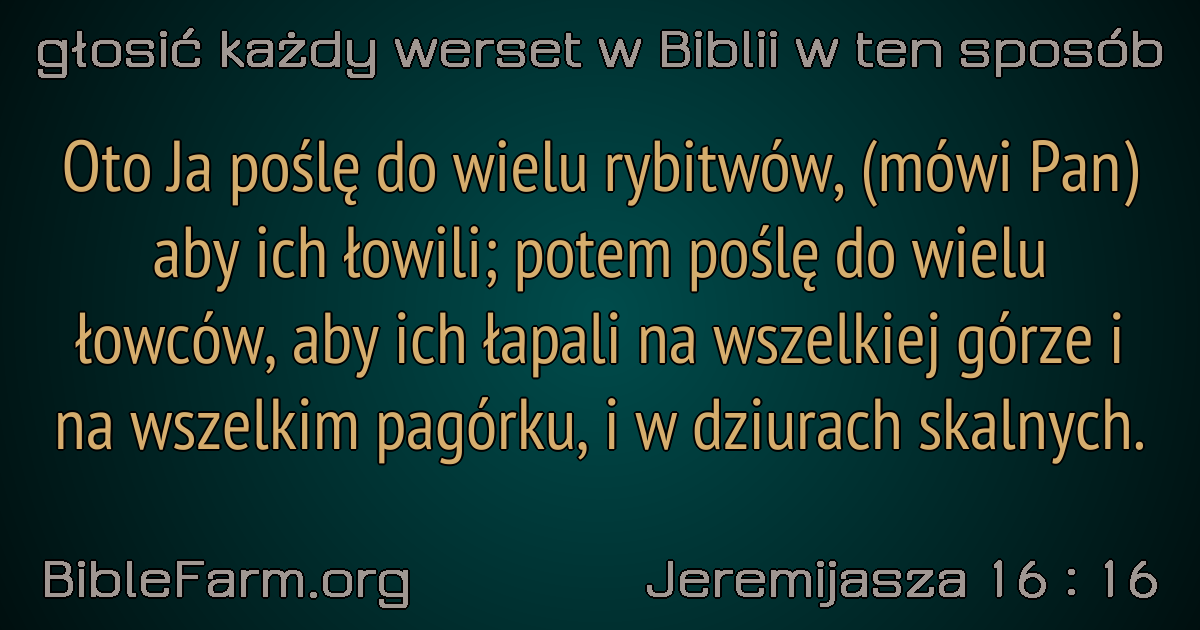 głosić każdy werset w Biblii w ten sposób
Oto Ja poślę do wielu rybitwów, (mówi Pan)
aby ich łowili; potem poślę do wielu
łowców, aby ich łapali na wszelkiej górze i
na wszelkim pagórku, i w dziurach skalnych.
BibleFarm.org
Jeremijasza 16 : 16